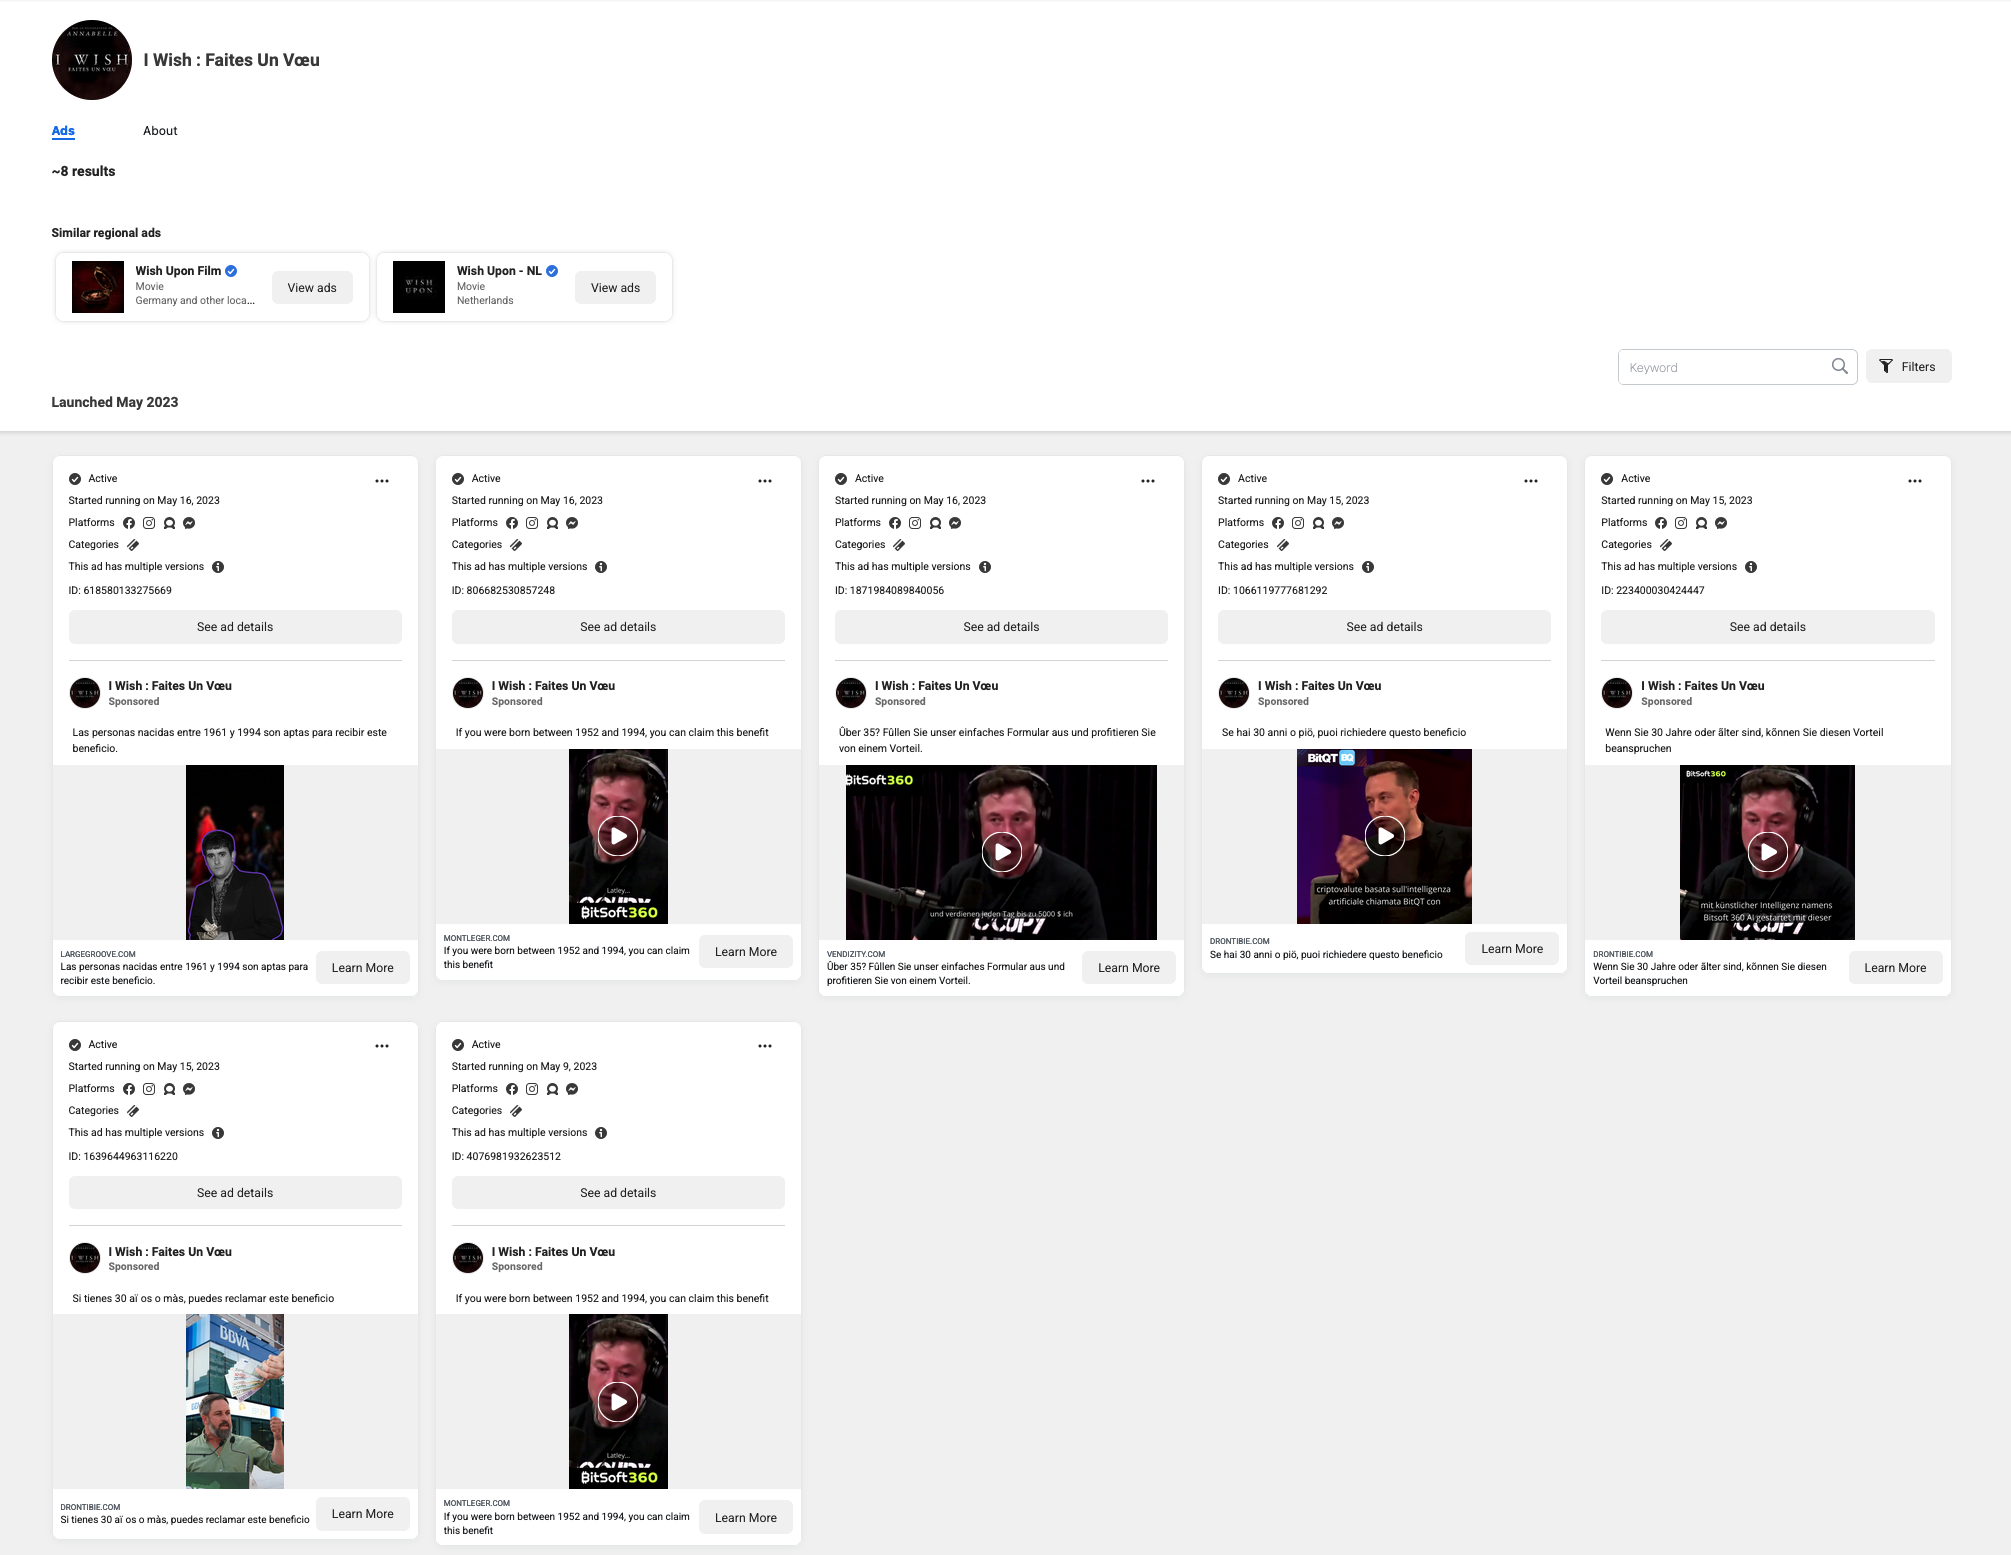 ANNABELLE
I WISH
FAITES UN VŒU
I Wish : Faites Un Vœu
Ads
About
~8 results
Similar regional ads
Wish Upon Film
Movie
Germany and other loca...
View ads
WISH
UPON
Wish Upon - NL
Movie
Netherlands
View ads
Keyword
Filters
Launched May 2023
Active
Started running on May 16, 2023
Platforms
Categories
This ad has multiple versions
ID: 618580133275669
See ad details
I Wish : Faites Un Vœu
Sponsored
Las personas nacidas entre 1961 y 1994 son aptas para recibir este
beneficio.
LARGEGROOVE.COM
Las personas nacidas entre 1961 y 1994 son aptas para
recibir este beneficio.
Learn More
Active
Started running on May 16, 2023
Platforms
Categories
This ad has multiple versions
ID: 806682530857248
See ad details
I Wish : Faites Un Vœu
Sponsored
If you were born between 1952 and 1994, you can claim this benefit
Latley...
₿itSoft360
MONTLEGER.COM
If you were born between 1952 and 1994, you can claim
this benefit
Learn More
Active
Started running on May 16, 2023
Platforms
Categories
This ad has multiple versions
ID: 1871984089840056
See ad details
I Wish : Faites Un Vœu
Sponsored
Ûber 35? Fûllen Sie unser einfaches Formular aus und profitieren Sie
von einem Vorteil.
₿itSoft360
und verdienen jeden Tag bis zu 5000 $ ich
VENDIZITY.COM
Ûber 35? Fûllen Sie unser einfaches Formular aus und
profitieren Sie von einem Vorteil.
Learn More
Active
Started running on May 15, 2023
Platforms
Categories
This ad has multiple versions
ID: 1066119777681292
See ad details
I Wish : Faites Un Vœu
Sponsored
Se hai 30 anni o piö, puoi richiedere questo beneficio
BitQT BQ
criptovalute basata sull'intelligenza
artificiale chiamata BitQT con
DRONTIBIE.COM
Se hai 30 anni o piö, puoi richiedere questo beneficio
Learn More
Active
Started running on May 15, 2023
Platforms
Categories
This ad has multiple versions
ID: 223400030424447
See ad details
I Wish : Faites Un Vœu
Sponsored
Wenn Sie 30 Jahre oder ãlter sind, kõnnen Sie diesen Vorteil
beanspruchen
₿itSoft360
mit künstlicher Intelligenz namens
Bitsoft 360 AI gestartet mit dieser
DRONTIBIE.COM
Wenn Sie 30 Jahre oder ãlter sind, kõnnen Sie diesen
Vorteil beanspruchen
Learn More
Active
Started running on May 15, 2023
Platforms
Categories
This ad has multiple versions
ID: 1639644963116220
See ad details
I Wish : Faites Un Vœu
Sponsored
Si tienes 30 aï os o màs, puedes reclamar este beneficio
BBVA
DRONTIBIE.COM
Si tienes 30 aï os o màs, puedes reclamar este beneficio
Learn More
Active
Started running on May 9, 2023
Platforms
Categories
This ad has multiple versions
ID: 4076981932623512
See ad details
I Wish : Faites Un Vœu
Sponsored
If you were born between 1952 and 1994, you can claim this benefit
Latley...
₿itSoft360
MONTLEGER.COM
If you were born between 1952 and 1994, you can claim
this benefit
Learn More